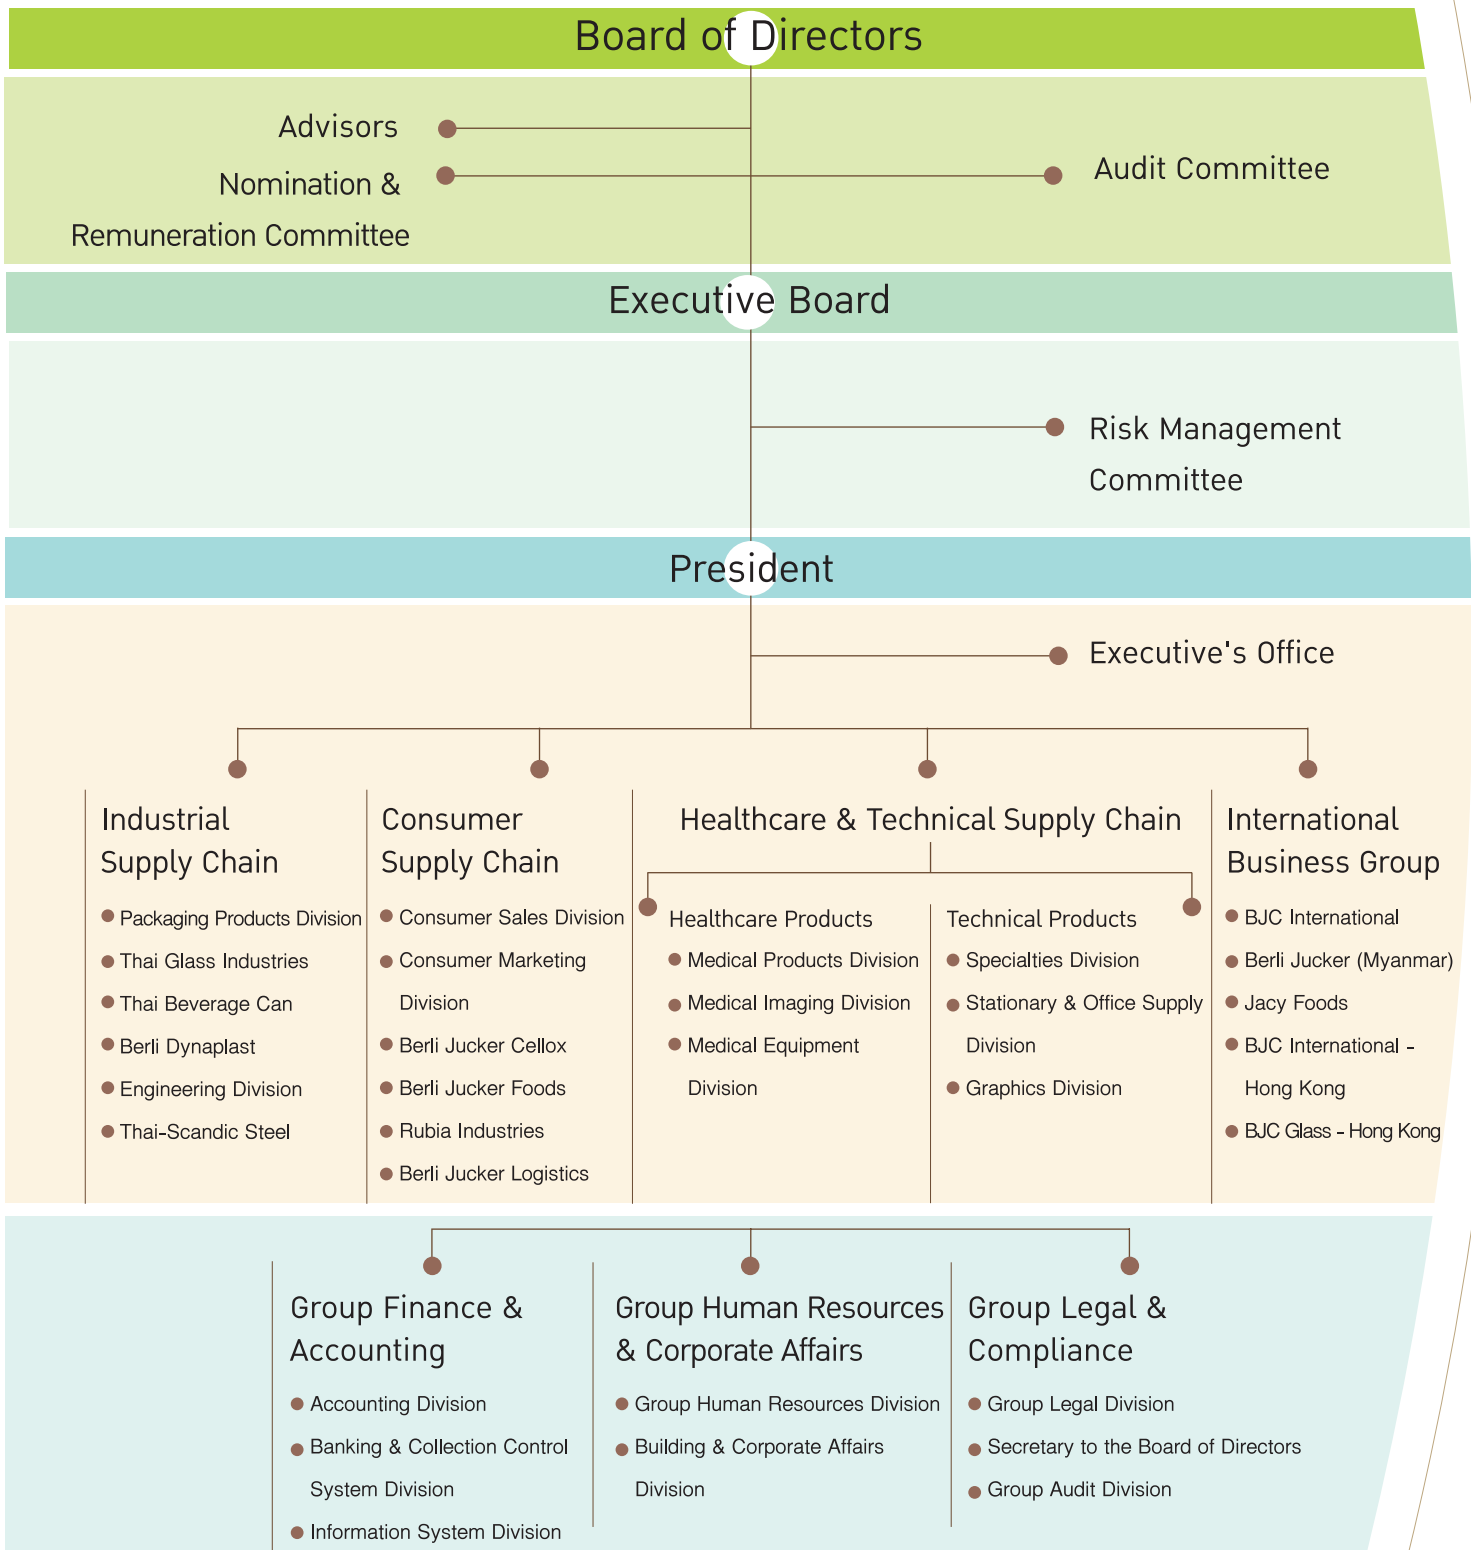 Board of Directors
Advisors
Nomination &
Remuneration Committee
Audit Committee
Executive Board
Risk Management
Committee
President
Executive's Office
Industrial
Supply Chain
Packaging Products Division
Thai Glass Industries
Thai Beverage Can
Berli Dynaplast
Engineering Division
Thai-Scandic Steel
Consumer
Supply Chain
Consumer Sales Division
Consumer Marketing
Division
Berli Jucker Cellox
Berli Jucker Foods
Rubia Industries
Berli Jucker Logistics
Healthcare & Technical Supply Chain
Healthcare Products
Medical Products Division
Medical Imaging Division
Medical Equipment
Division
Technical Products
Specialties Division
Stationary & Office Supply
Division
Graphics Division
International
Business Group
BJC International
Berli Jucker (Myanmar)
Jacy Foods
BJC International -
Hong Kong
BJC Glass - Hong Kong
Group Finance &
Accounting
Accounting Division
Banking & Collection Control
System Division
Information System Division
Group Human Resources
& Corporate Affairs
Group Human Resources Division
Building & Corporate Affairs
Division
Group Legal &
Compliance
Group Legal Division
Secretary to the Board of Directors
Group Audit Division